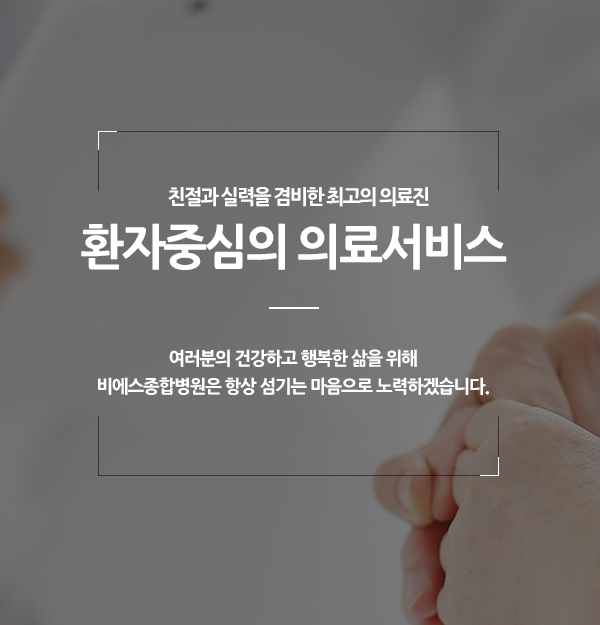 친절과 실력을 겸비한 최고의 의료진
환자중심의 의료서비스
여러분의 건강하고 행복한 삶을 위해
비에스종합병원은 항상 섬기는 마음으로 노력하겠습니다.